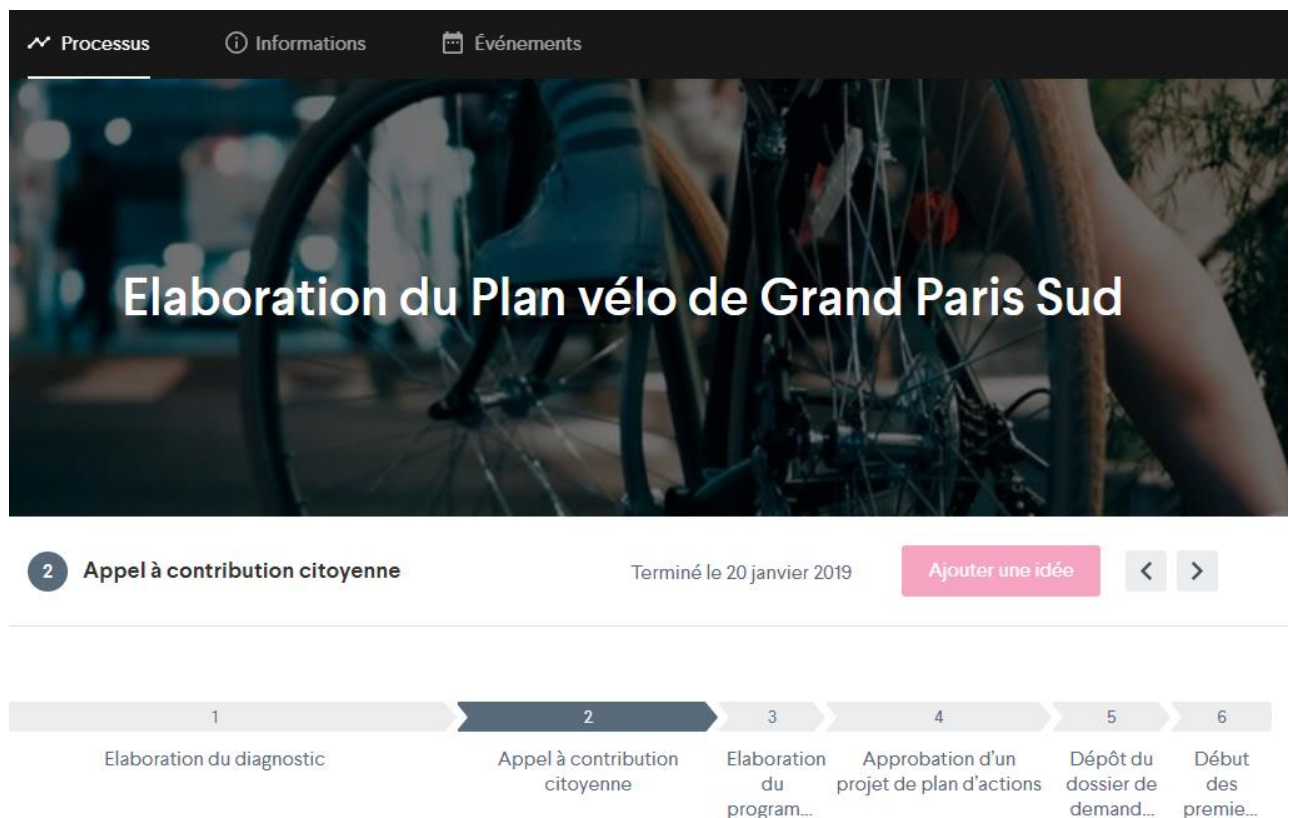 Processus
Informations
Événements
Elaboration du Plan vélo de Grand Paris Sud
2
Appel à contribution citoyenne
Terminé le 20 janvier 2019
Ajouter une idée
1
2
3
4
5
6
Elaboration du diagnostic
Appel à contribution
citoyenne
Elaboration
du
program...
Approbation d'un
projet de plan d'actions
Dépôt du
dossier de
demand...
Début
des
premie...